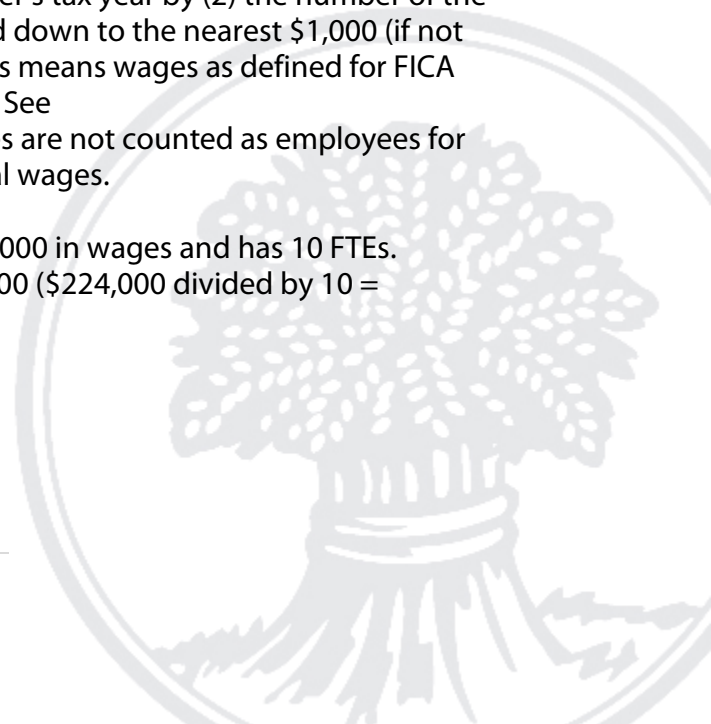 er's tax year by (2) the number of the
d down to the nearest $1,000 (if not
s means wages as defined for FICA
See
s are not counted as employees for
al wages.
000 in wages and has 10 FTEs.
00 ($224,000 divided by 10 =